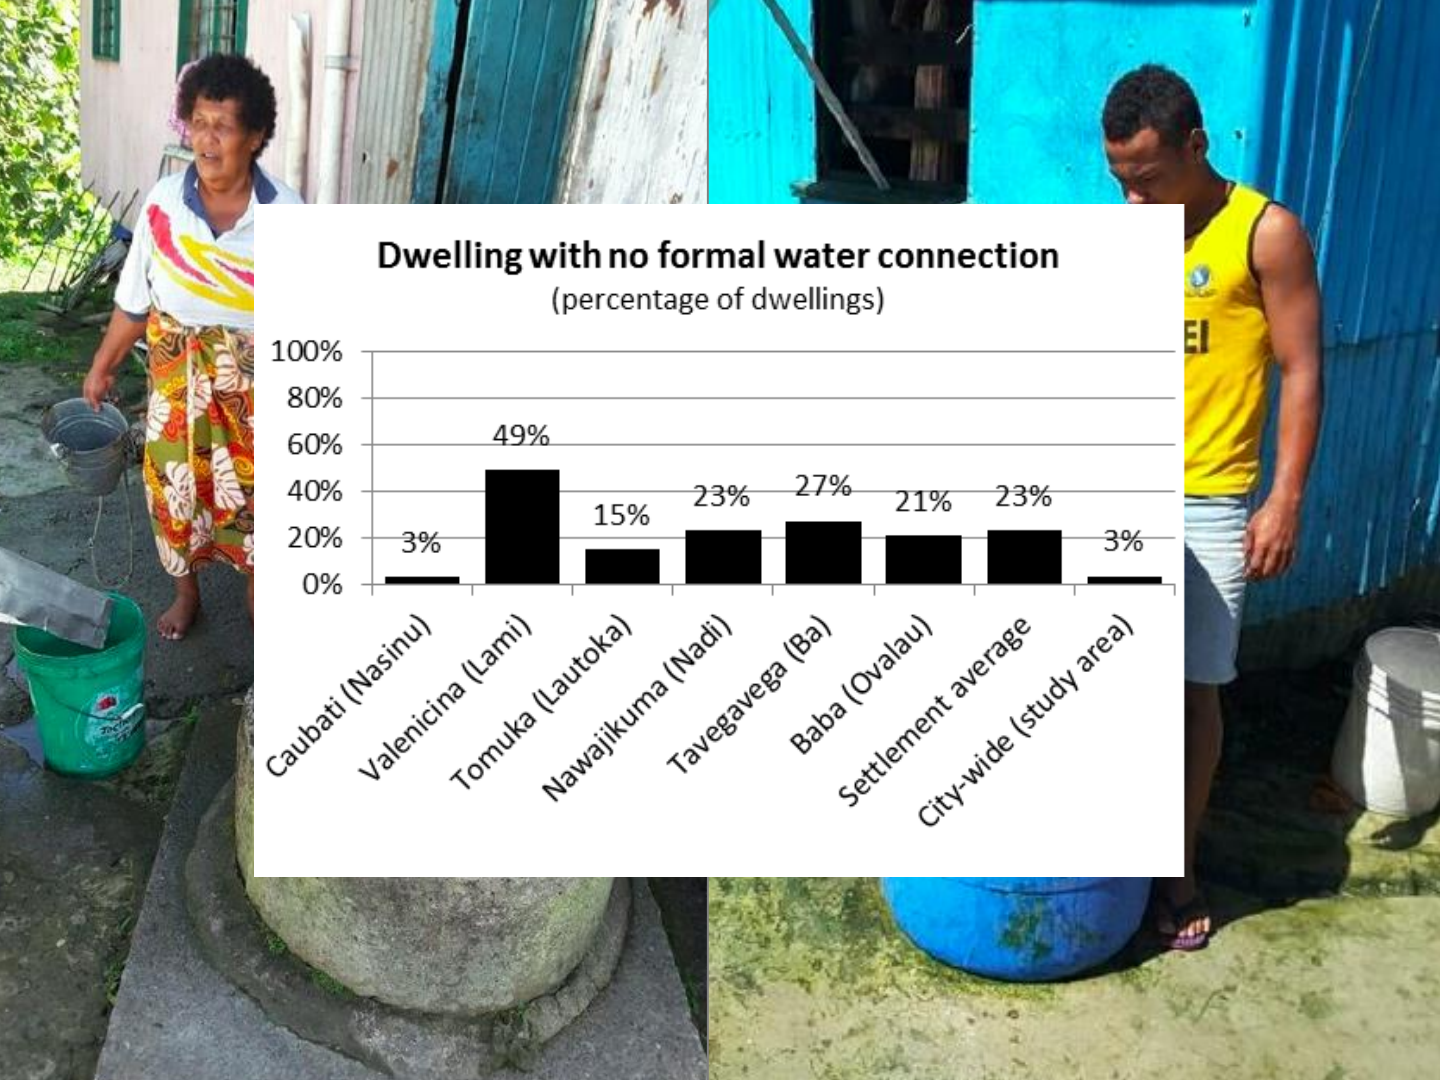 Dwelling with no formal water connection
(percentage of dwellings)
100%
80%
60%
40%
20%
0%
3%
49%
15%
23%
27%
21%
23%
3%
Caubati (Nasinu)
Valenicina (Lami)
Tomuka (Lautoka)
Nawajikuma (Nadi)
Tavegavega (Ba)
Baba (Ovalau)
Settlement average
City-wide (study area)
EI